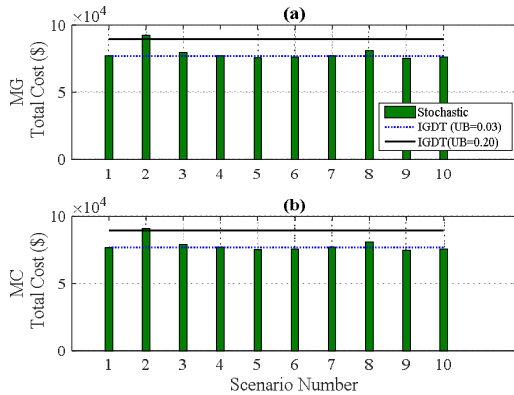 (a)
×10⁴
10
5
0
MG
Total Cost ($)
1 2 3 4 5 6 7 8 9 10
Stochastic
IGDT (UB=0.03)
IGDT(UB=0.20)
(b)
×10⁴
10
5
0
MC
Total Cost ($)
1 2 3 4 5 6 7 8 9 10
Scenario Number